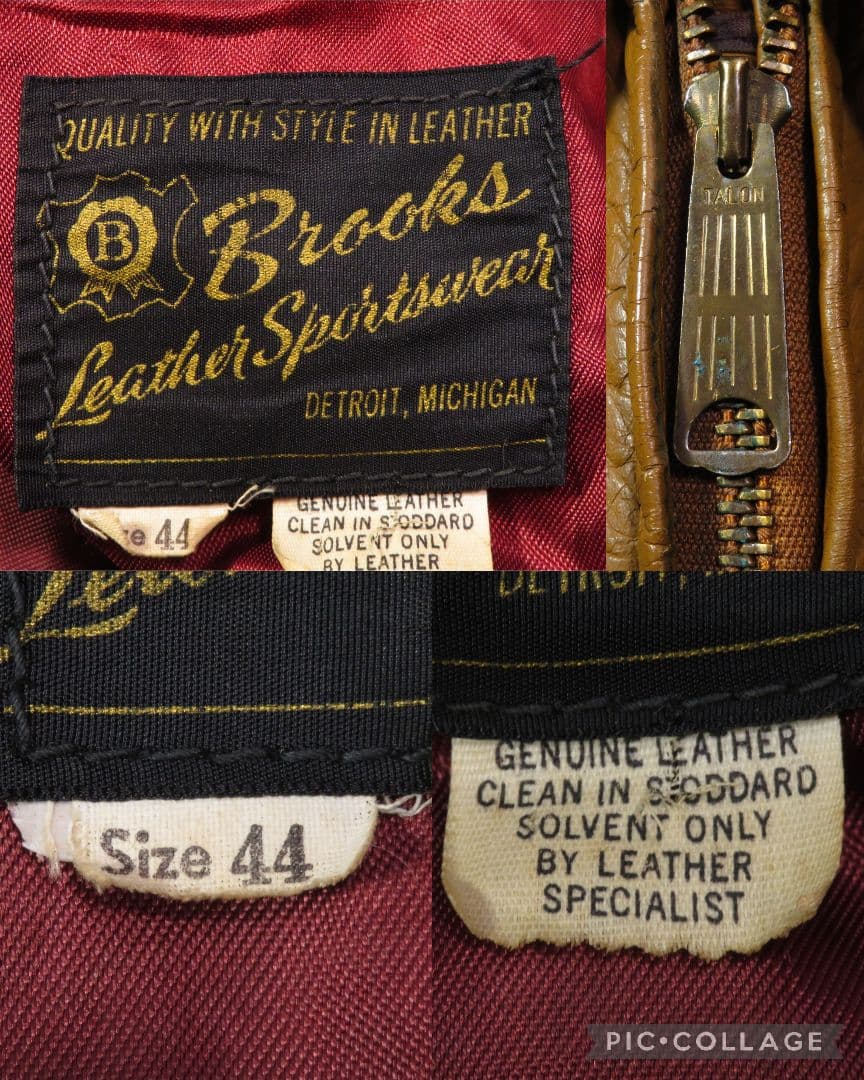 QUALITY WITH STYLE IN LEATHER
B
Brooks
Leather Sportswear
DETROIT, MICHIGAN
ze 44
GENUINE LEATHER
CLEAN IN STODDARD
SOLVENT ONLY
BY LEATHER
TALON
Size 44
GENUINE LEATHER
CLEAN IN STODDARD
SOLVENT ONLY
BY LEATHER
SPECIALIST
PIC•COLLAGE